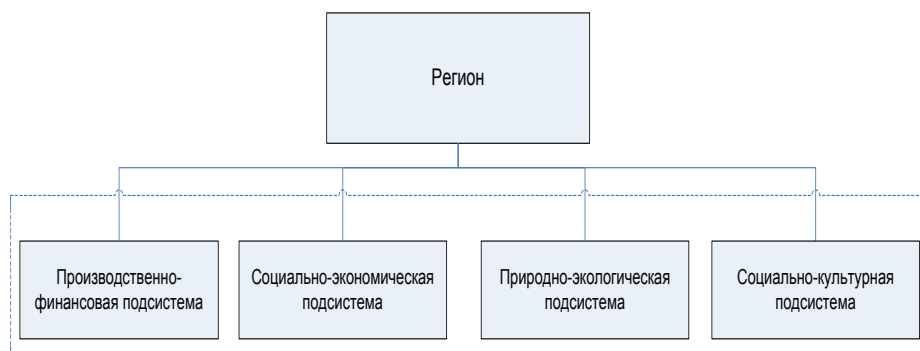 Регион
Производственно-
финансовая подсистема
Социально-экономическая
подсистема
Природно-экологическая
подсистема
Социально-культурная
подсистема